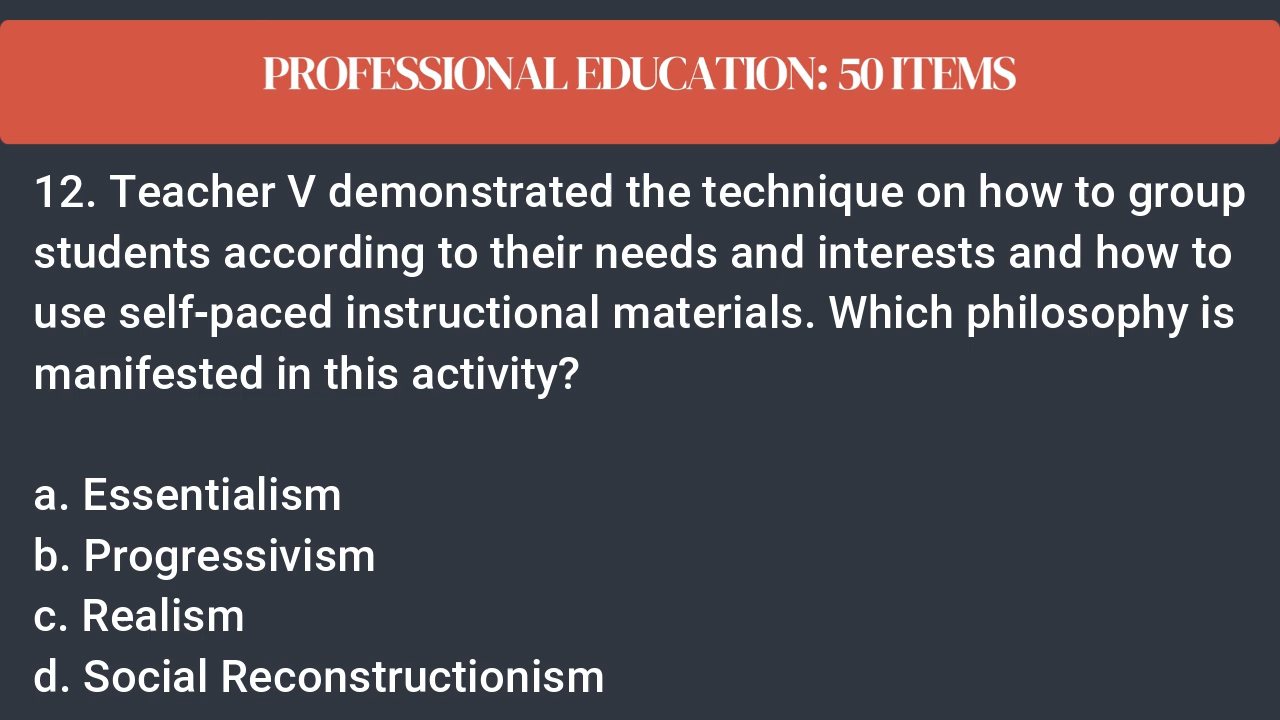 PROFESSIONAL EDUCATION: 50 ITEMS
12. Teacher V demonstrated the technique on how to group
students according to their needs and interests and how to
use self-paced instructional materials. Which philosophy is
manifested in this activity?
a. Essentialism
b. Progressivism
c. Realism
d. Social Reconstructionism